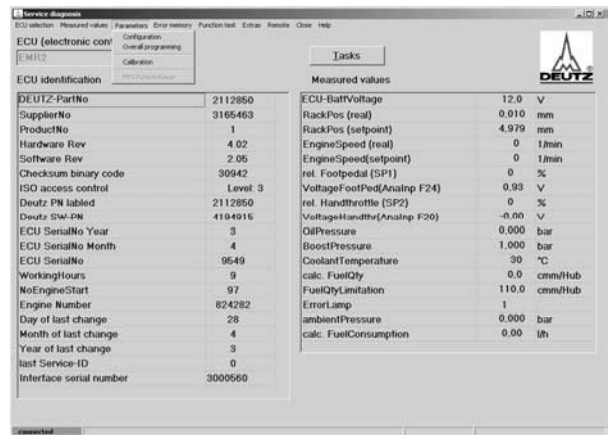 Service diagnosis
ECU selection Measured values Parameters Error memory Function test Extras Remote Close Help
Configuration
Overall programming
Calibration
ECU (electronic cont
EMR2
Tasks
DEUTZ
ECU identification
Measured values
DEUTZ-PartNo 2112850
SupplierNo 3165463
ProductNo 1
Hardware Rev 4.02
Software Rev 2.05
Checksum binary code 30942
ISO access control Level: 3
Deutz PN labled 2112850
Deutz SW-PN 4194916
ECU SerialNo Year 3
ECU SerialNo Month 4
ECU SerialNo 9549
WorkingHours 9
NoEngineStart 97
Engine Number 824282
Day of last change 28
Month of last change 4
Year of last change 3
last Service-ID 0
Interface serial number 3000560
ECU-BattVoltage 12,0 V
RackPos (real) 0,010 mm
RackPos (setpoint) 4,979 mm
EngineSpeed (real) 0 1/min
EngineSpeed(setpoint) 0 1/min
rel. Footpedal (SP1) 0 %
VoltageFootPed(AnaInp F24) 0,93 V
rel. Handthrottle (SP2) 0 %
VoltageHandthr(AnaInp F20) -0,00 V
OilPressure 0,000 bar
BoostPressure 1,000 bar
CoolantTemperature 30 °C
calc. FuelQty 0,0 cmm/Hub
FuelQtyLimitation 110,0 cmm/Hub
ErrorLamp 1
ambientPressure 0,000 bar
calc. FuelConsumption 0,00 l/h
connected